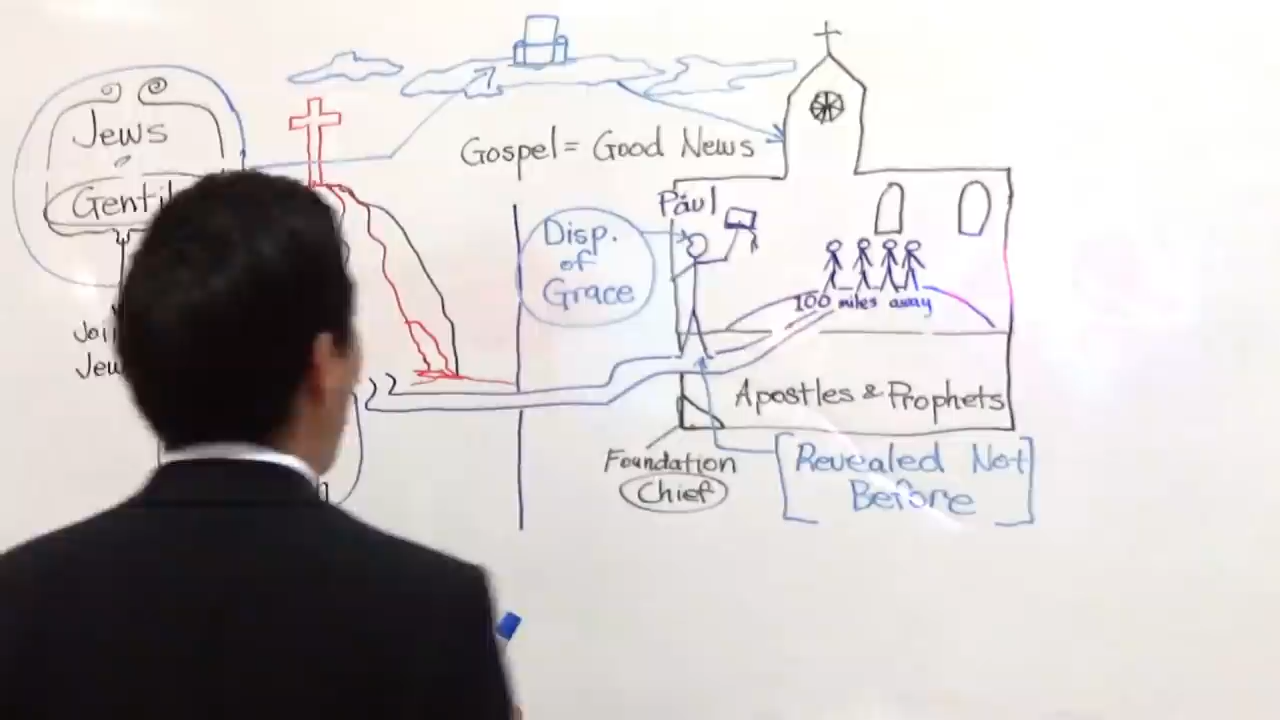 Jews
Gospel = Good News
Paul
Disp.
of
Grace
100 miles away
Apostles & Prophets
Foundation
Chief
Revealed Not
Before